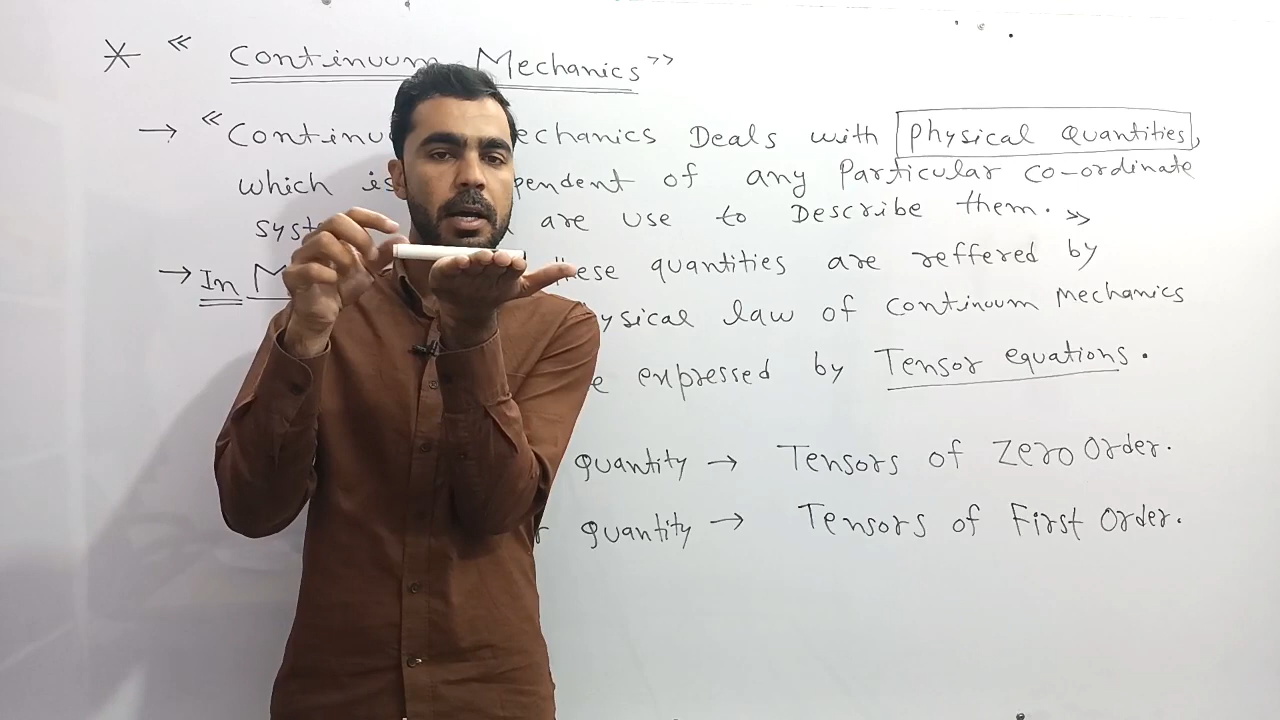 * « Continuum Mechanics »
→ « Continu echanics Deals with physical Quantities,
which is pendent of any Particular co-ordinate
syst are use to Describe them. »
→ In M hese quantities are reffered by
ysical law of continuum Mechanics
e expressed by Tensor equations.
quantity → Tensors of Zero Order.
r quantity → Tensors of First Order.